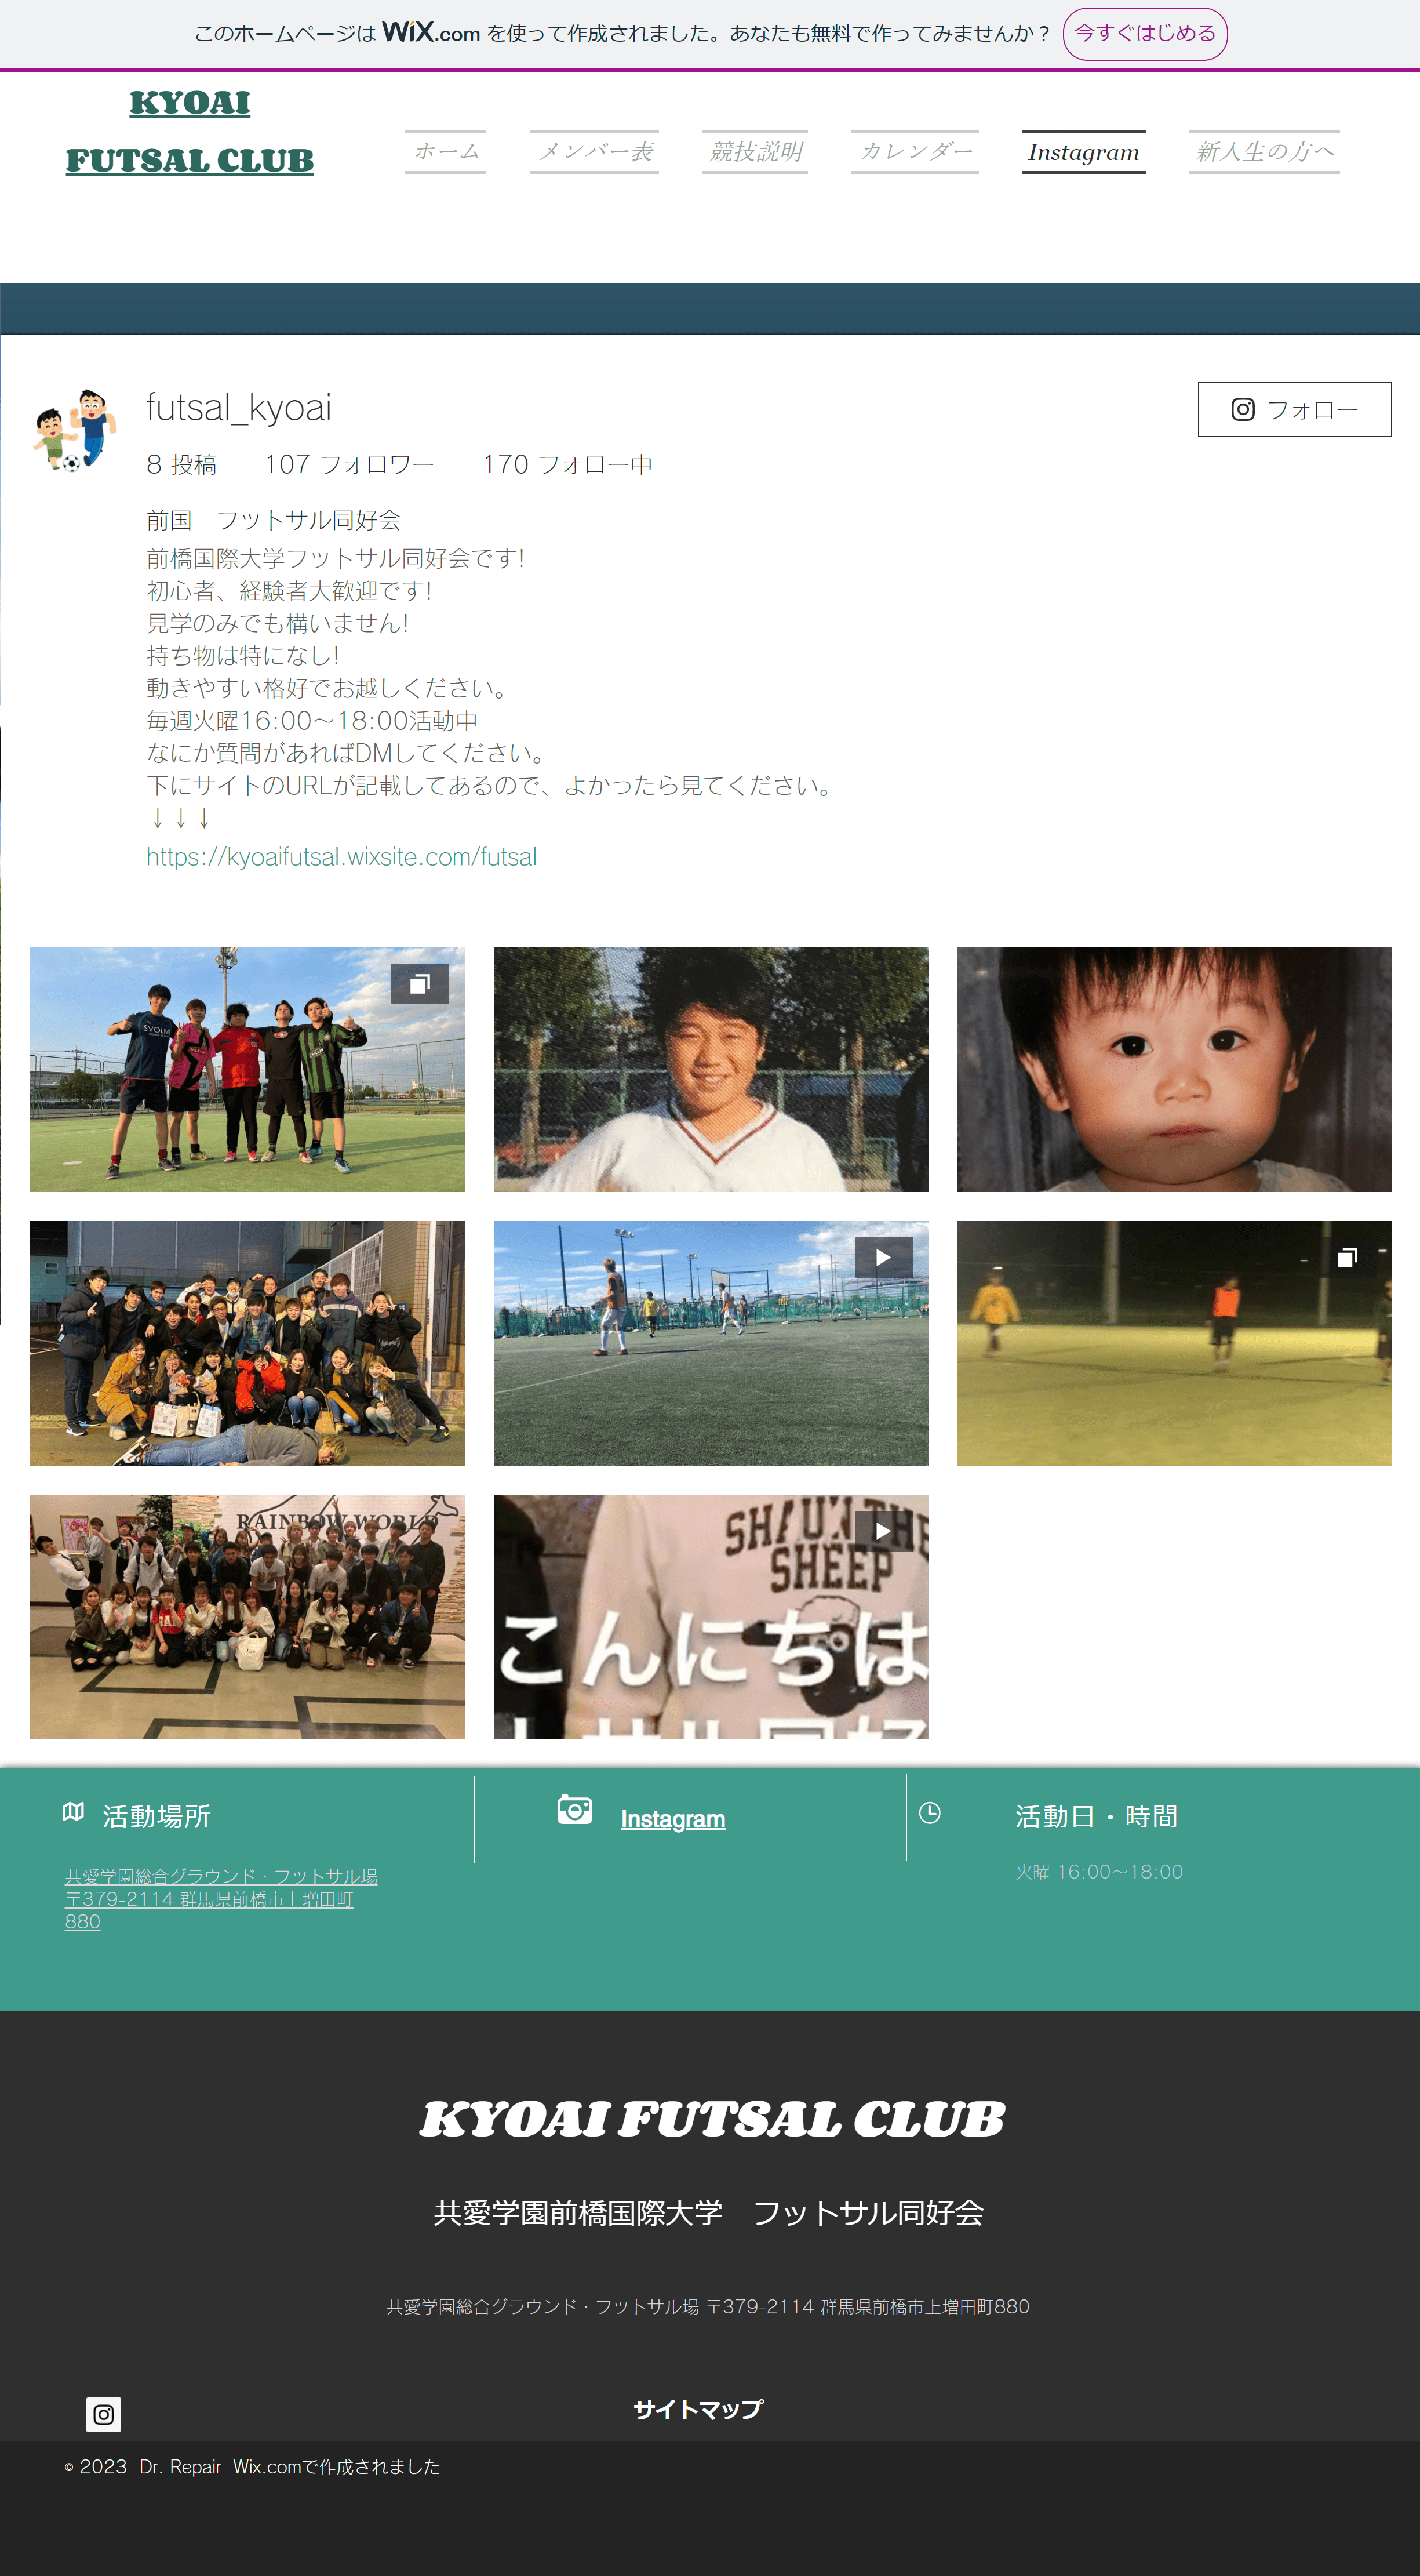 このホームページは WiX.com を使って作成されました。あなたも無料で作ってみませんか？ 今すぐはじめる
KYOAI
FUTSAL CLUB
ホーム メンバー表 競技説明 カレンダー Instagram 新入生の方へ
futsal_kyoai
フォロー
8 投稿 107 フォロワー 170 フォロー中
前国　フットサル同好会
前橋国際大学フットサル同好会です!
初心者、経験者大歓迎です!
見学のみでも構いません!
持ち物は特になし!
動きやすい格好でお越しください。
毎週火曜16:00〜18:00活動中
なにか質問があればDMしてください。
下にサイトのURLが記載してあるので、よかったら見てください。
↓↓↓
https://kyoaifutsal.wixsite.com/futsal
SVOLME
RAINBOW WORLD
SHEEP
こんにちは
活動場所
共愛学園総合グラウンド・フットサル場
〒379-2114 群馬県前橋市上増田町
880
Instagram
活動日・時間
火曜 16:00〜18:00
KYOAI FUTSAL CLUB
共愛学園前橋国際大学　フットサル同好会
共愛学園総合グラウンド・フットサル場 〒379-2114 群馬県前橋市上増田町880
サイトマップ
© 2023 Dr. Repair Wix.comで作成されました